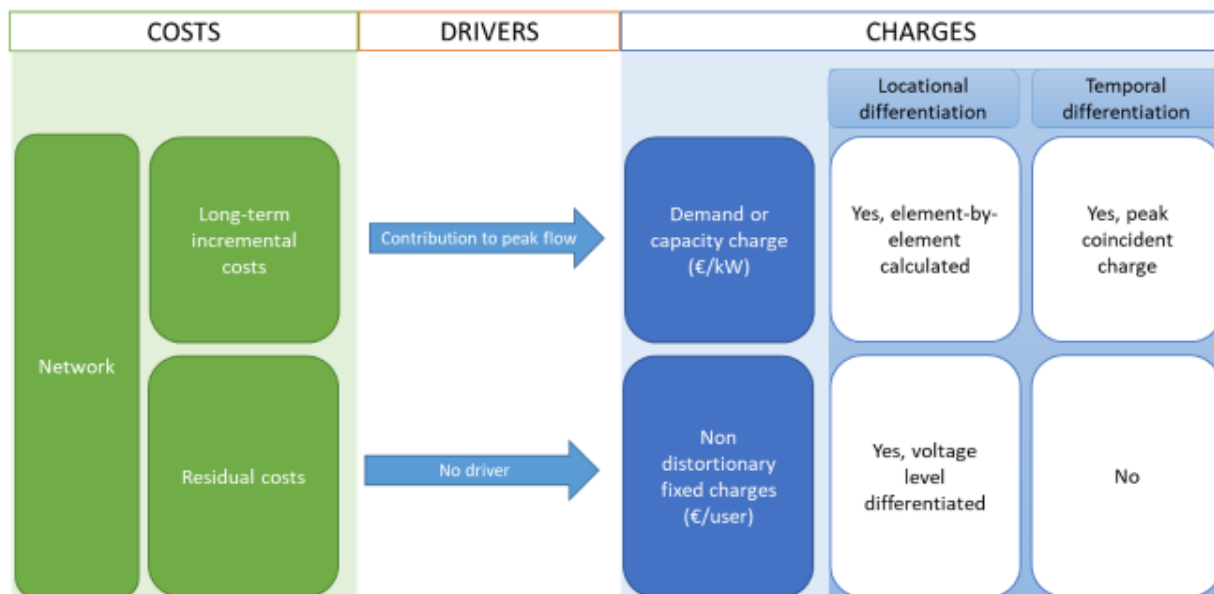 COSTS
DRIVERS
CHARGES
Locational
differentiation
Temporal
differentiation
Network
Long-term
incremental
costs
Contribution to peak flow
Demand or
capacity charge
(€/kW)
Yes, element-by-
element
calculated
Yes, peak
coincident
charge
Residual costs
No driver
Non
distortionary
fixed charges
(€/user)
Yes, voltage
level
differentiated
No